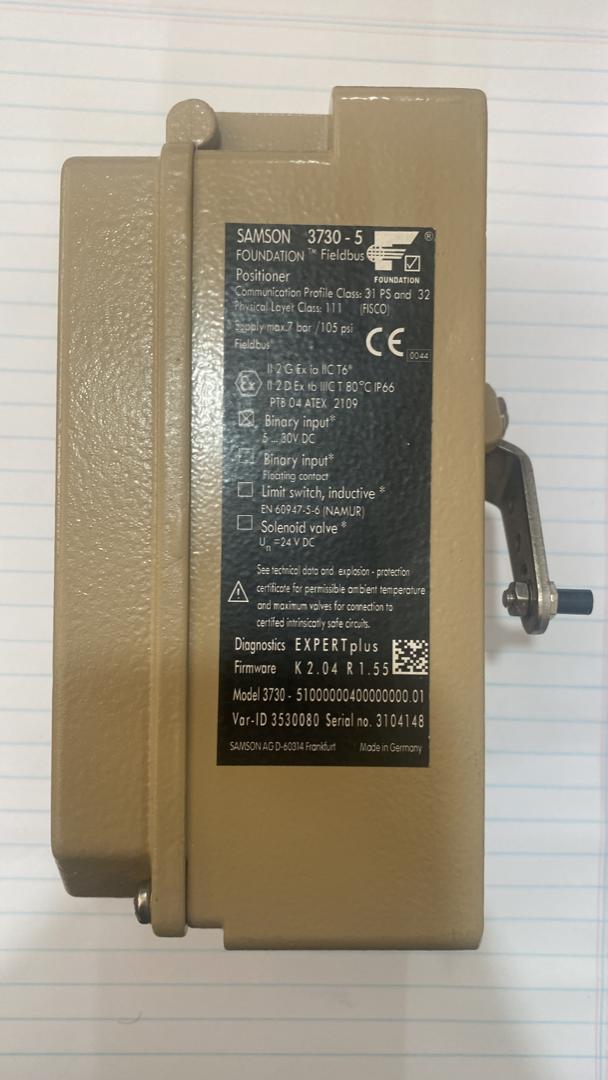 SAMSON 3730 - 5 ®
FOUNDATION ™ Fieldbus
Positioner
FOUNDATION
Communication Profile Class: 31 PS and 32
Physical Layer Class: 111 (FISCO)
Supply max.7 bar /105 psi
Fieldbus
CE 0044
Ex
II 2 G Ex ia IIC T6*
II 2 D Ex tb IIIC T 80°C IP66
PTB 04 ATEX 2109
Binary input*
5 ... 30V DC
Binary input*
Floating contact
Limit switch, inductive *
EN 60947-5-6 (NAMUR)
Solenoid valve *
Un =24 V DC
See technical data and explosion - protection
certificate for permissible ambient temperature
and maximum valves for connection to
certifed intrinsicatly safe circuits.
Diagnostics EXPERTplus
Firmware K 2.04 R 1.55
Model 3730 - 51000000400000000.01
Var-ID 3530080 Serial no. 3104148
SAMSON AG D-60314 Frankfurt Made in Germany